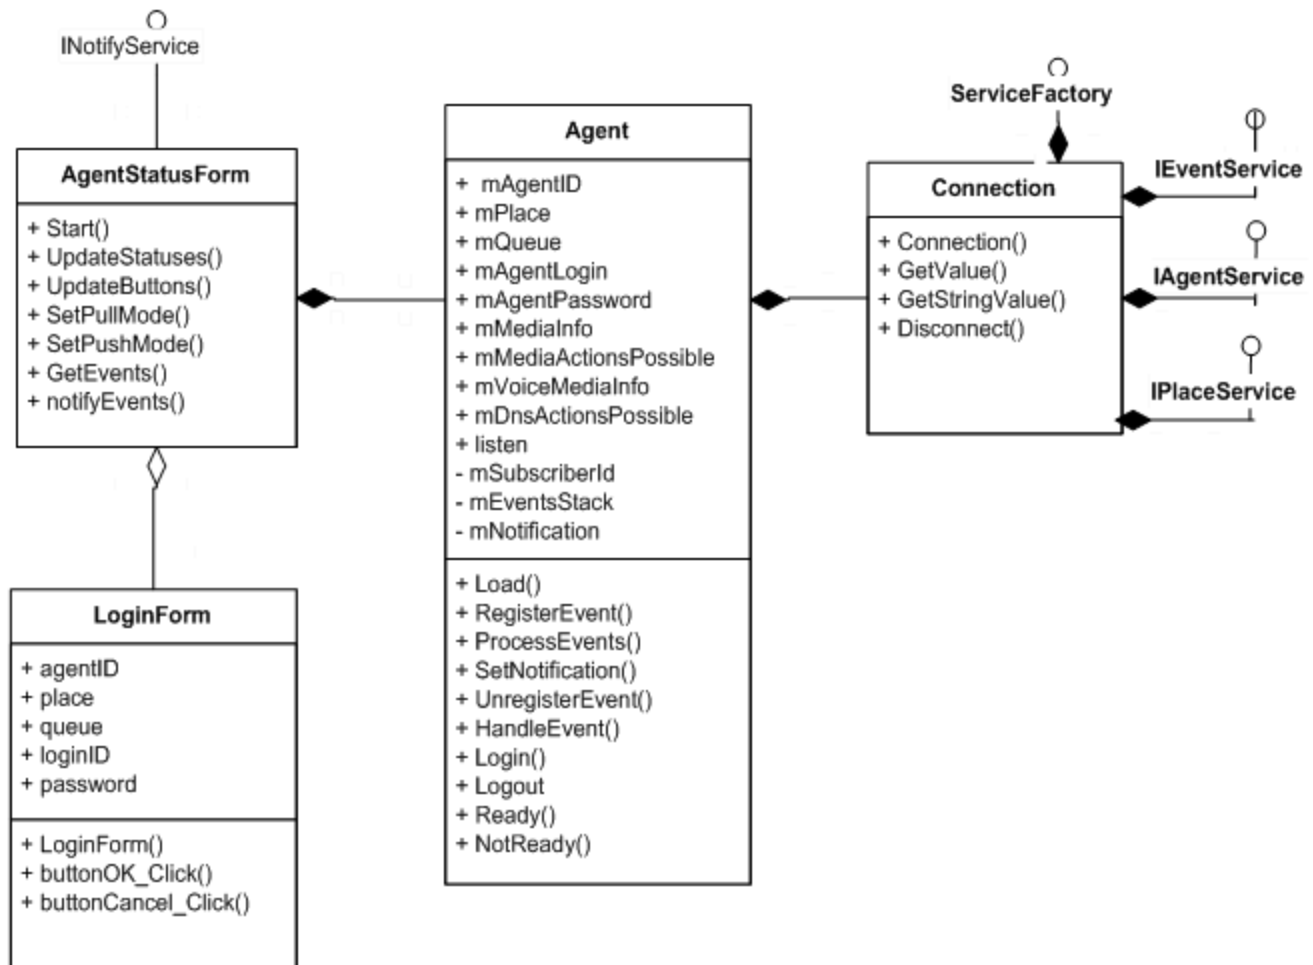 INotifyService
AgentStatusForm
+ Start()
+ UpdateStatuses()
+ UpdateButtons()
+ SetPullMode()
+ SetPushMode()
+ GetEvents()
+ notifyEvents()
LoginForm
+ agentID
+ place
+ queue
+ loginID
+ password
+ LoginForm()
+ buttonOK_Click()
+ buttonCancel_Click()
Agent
+ mAgentID
+ mPlace
+ mQueue
+ mAgentLogin
+ mAgentPassword
+ mMediaInfo
+ mMediaActionsPossible
+ mVoiceMediaInfo
+ mDnsActionsPossible
+ listen
- mSubscriberId
- mEventsStack
- mNotification
+ Load()
+ RegisterEvent()
+ ProcessEvents()
+ SetNotification()
+ UnregisterEvent()
+ HandleEvent()
+ Login()
+ Logout
+ Ready()
+ NotReady()
ServiceFactory
Connection
+ Connection()
+ GetValue()
+ GetStringValue()
+ Disconnect()
IEventService
IAgentService
IPlaceService